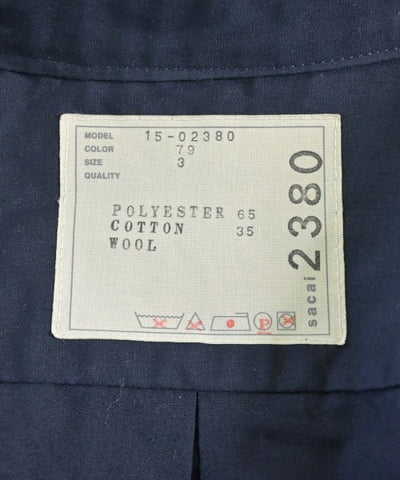 MODEL 15-02380
COLOR 79
SIZE 3
QUALITY
POLYESTER 65
COTTON 35
WOOL
P
sacai 2380